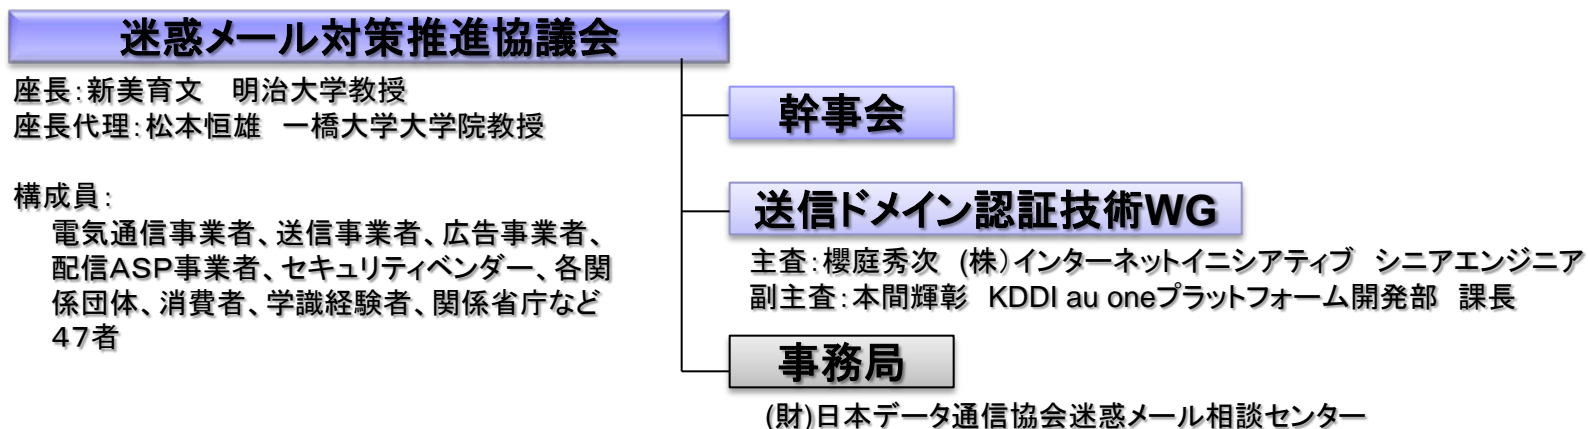 迷惑メール対策推進協議会
座長：新美育文　明治大学教授
座長代理：松本恒雄　一橋大学大学院教授
構成員：
電気通信事業者、送信事業者、広告事業者、
配信ASP事業者、セキュリティベンダー、各関
係団体、消費者、学識経験者、関係省庁など
４７者
幹事会
送信ドメイン認証技術WG
主査：櫻庭秀次　(株）インターネットイニシアティブ　シニアエンジニア
副主査：本間輝彰　KDDI au oneプラットフォーム開発部　課長
事務局
(財)日本データ通信協会迷惑メール相談センター